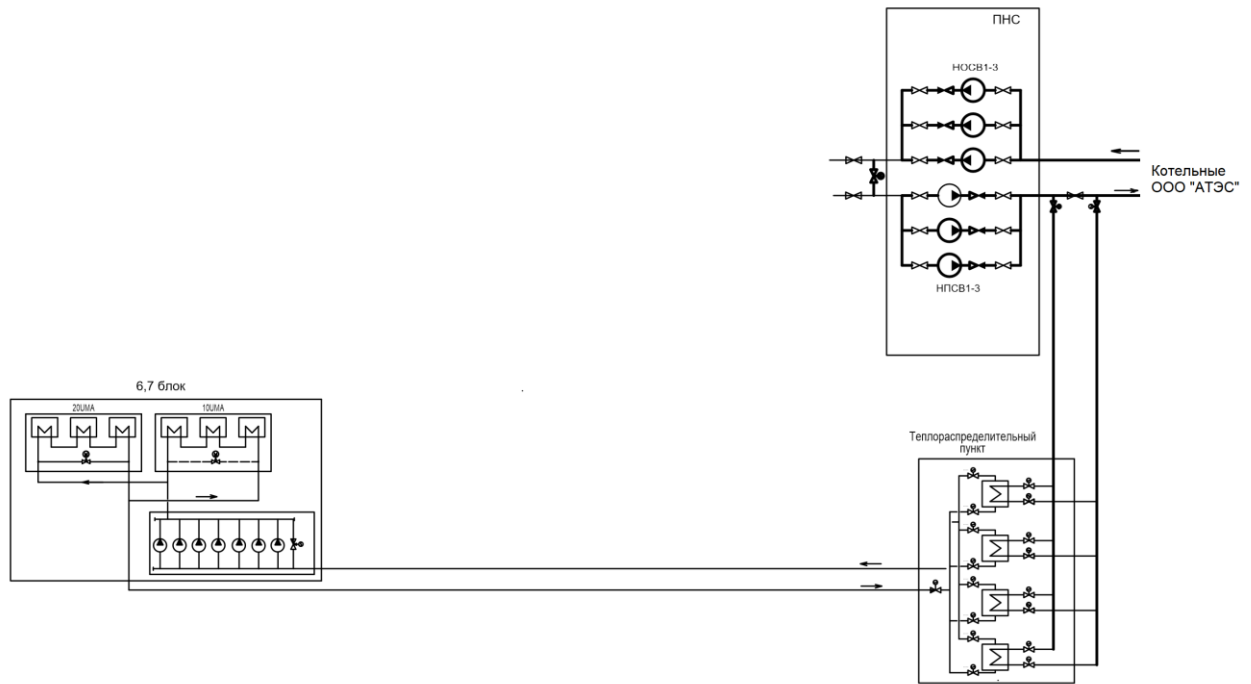 ПНС
НОСВ1-3
Котельные
ООО "АТЭС"
НПСВ1-3
6,7 блок
20UMA
10UMA
Теплораспределительный
пункт